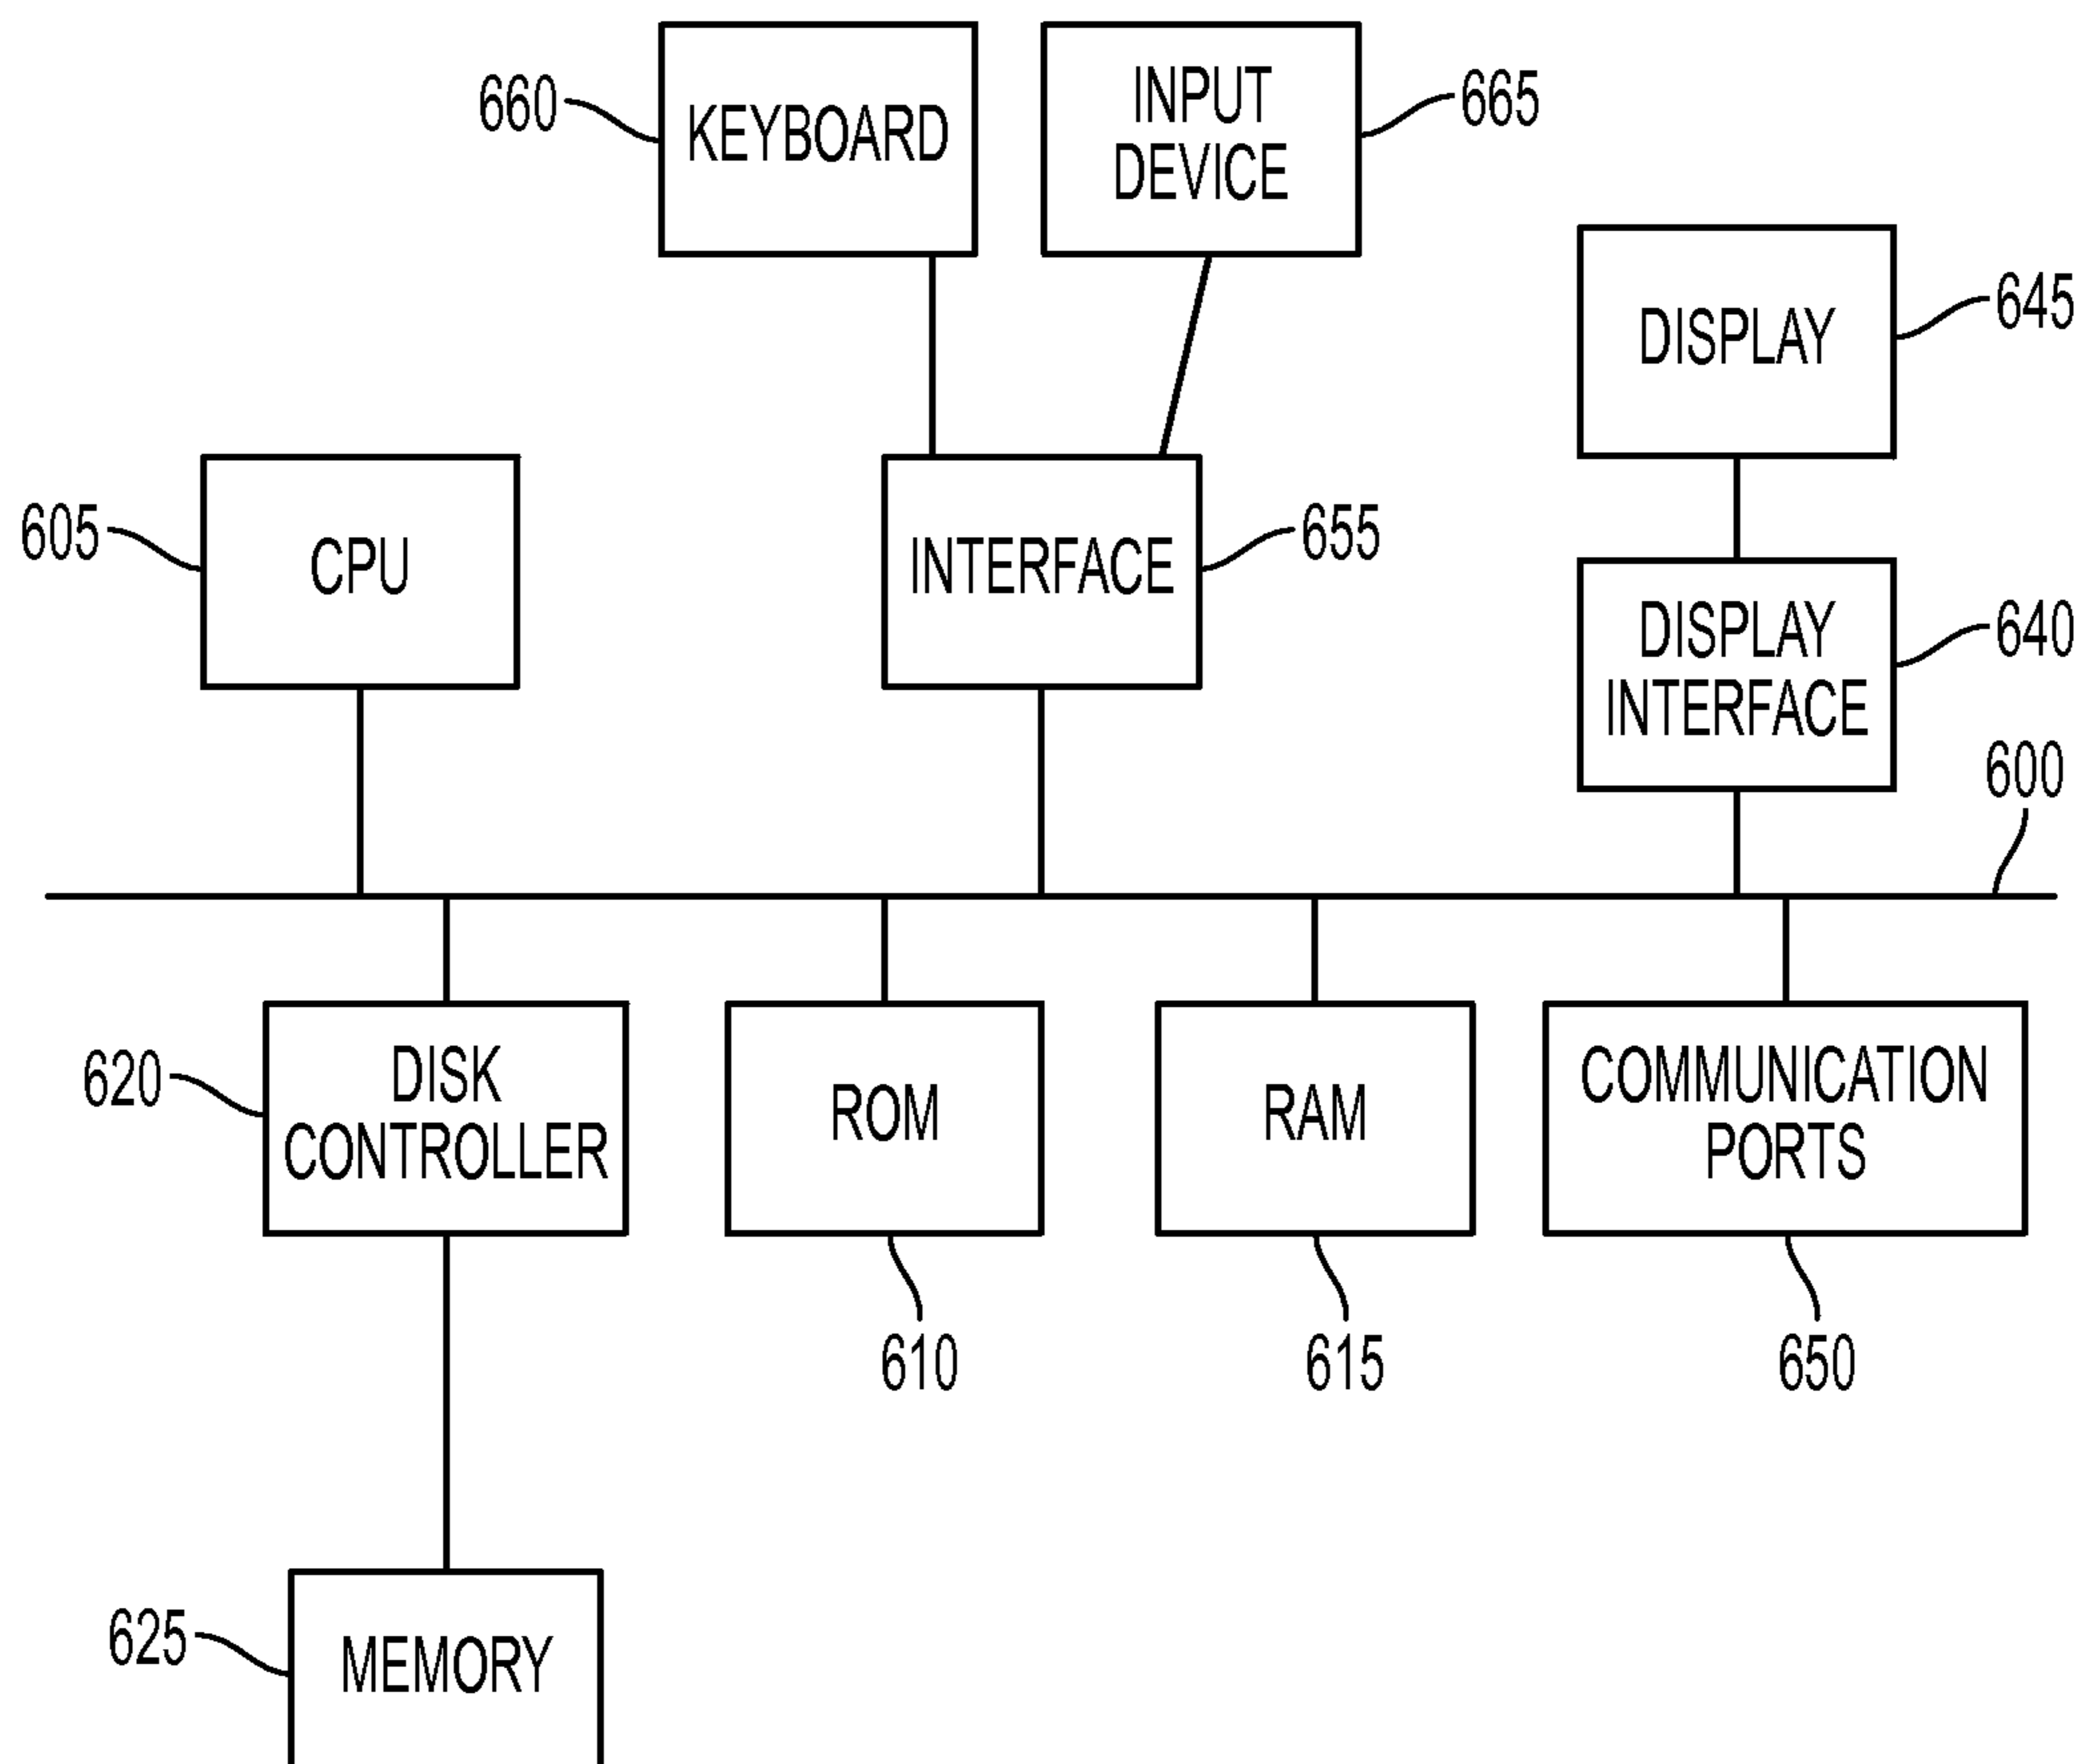 660
KEYBOARD
INPUT
DEVICE
665
DISPLAY
645
605
CPU
INTERFACE
655
DISPLAY
INTERFACE
640
600
620
DISK
CONTROLLER
ROM
RAM
COMMUNICATION
PORTS
610
615
650
625
MEMORY